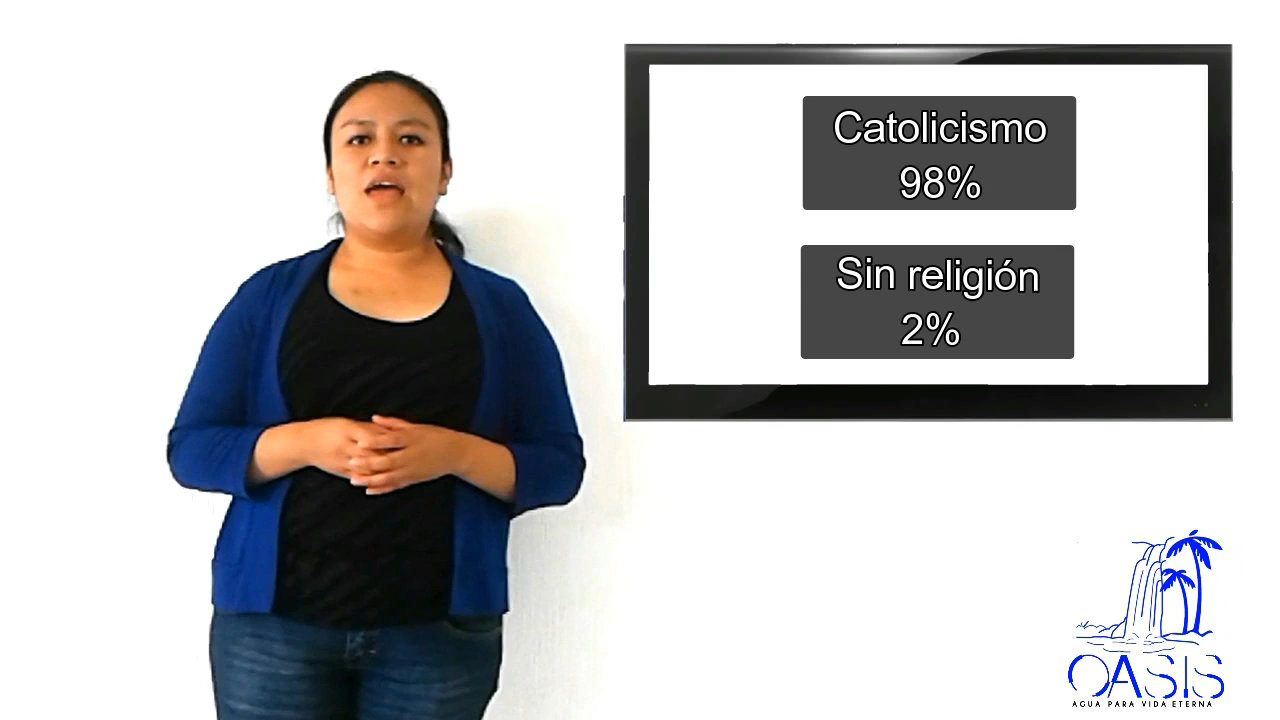 Catolicismo
98%
Sin religión
2%
OASIS
AGUA PARA VIDA ETERNA